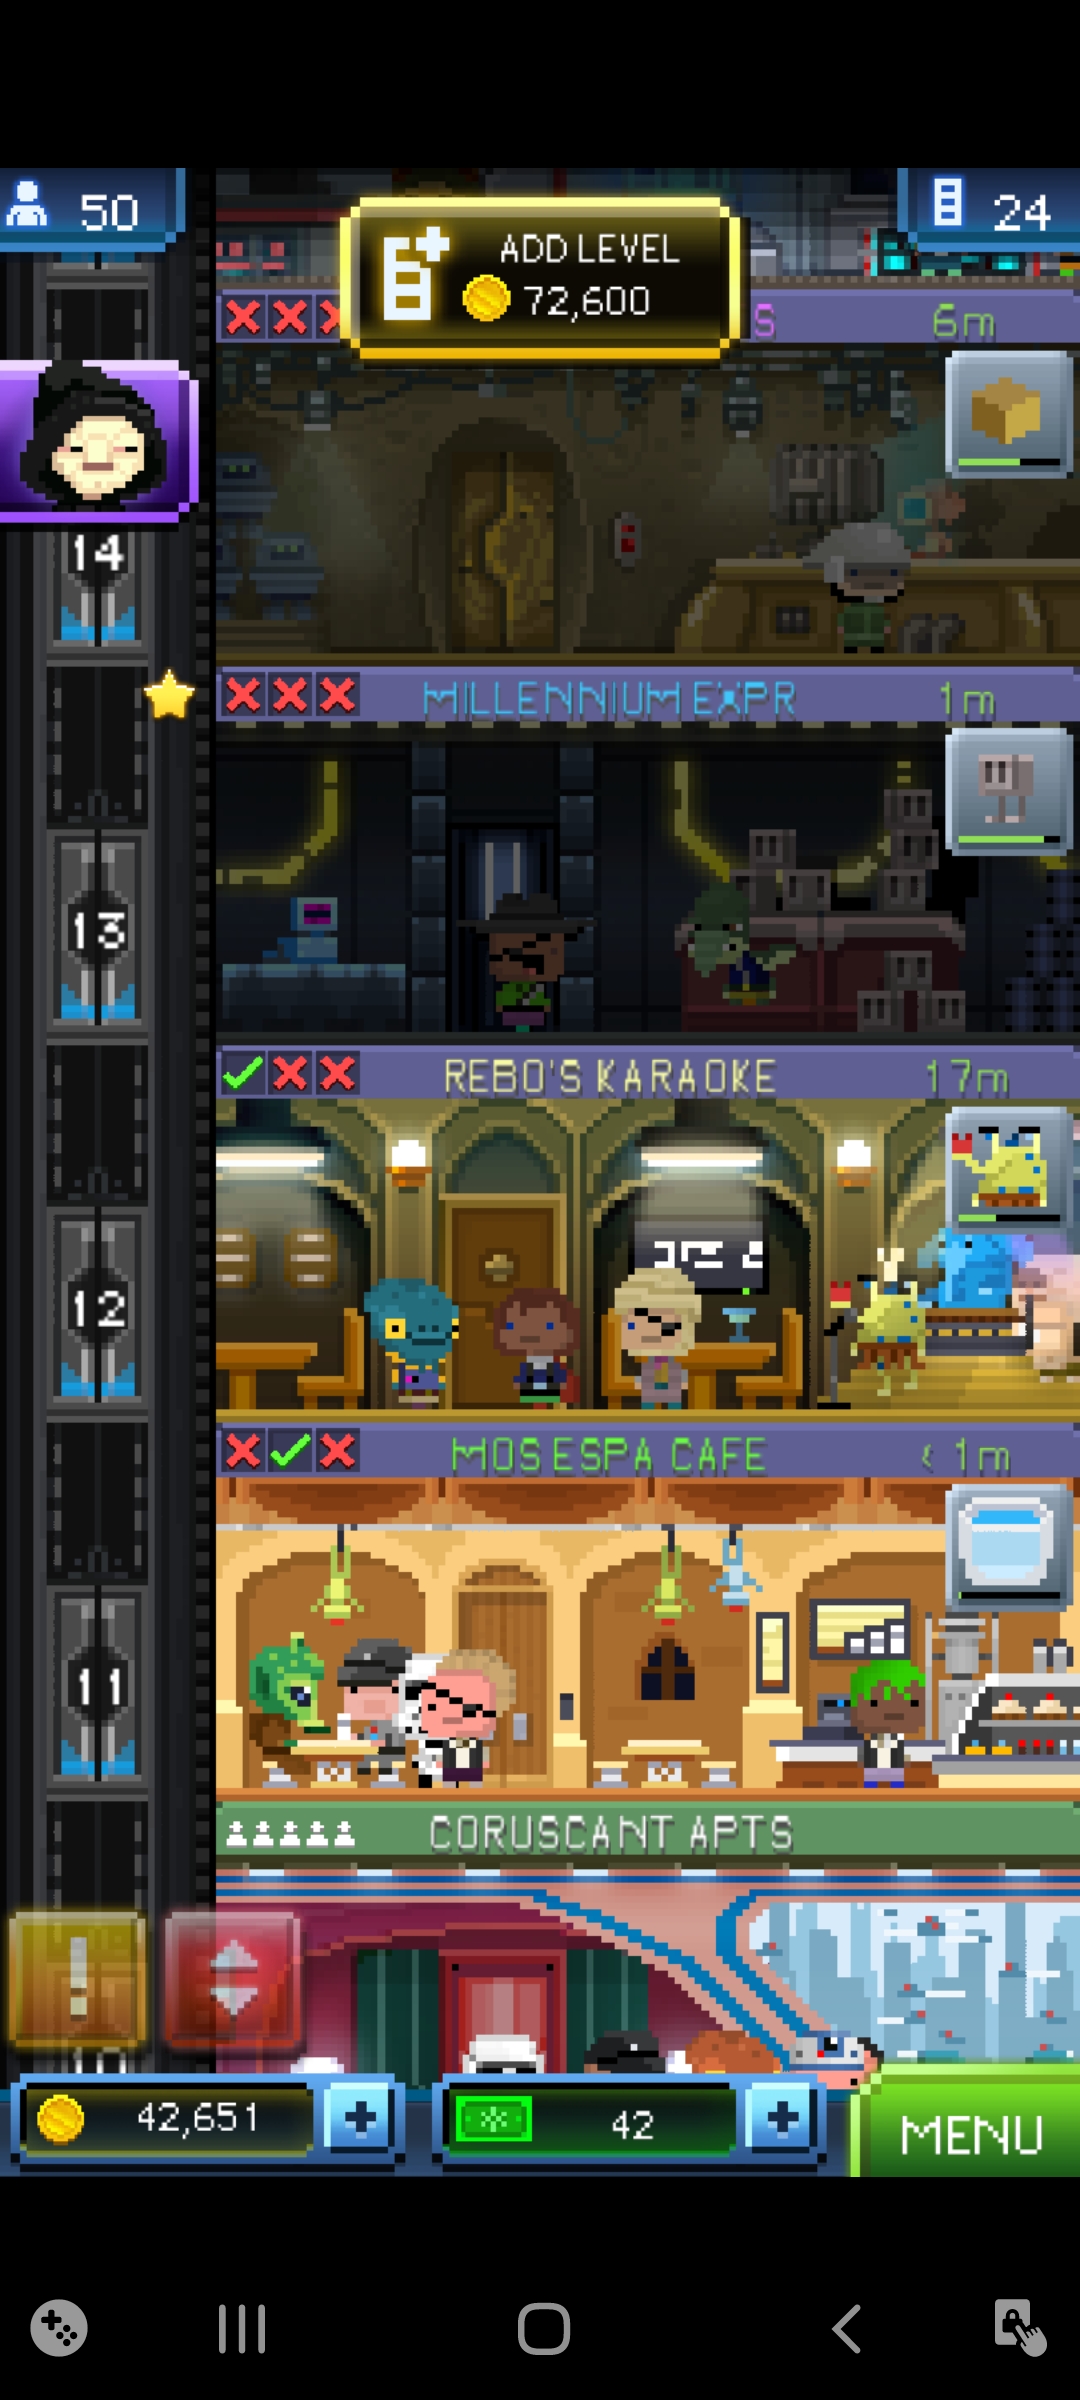 50
24
ADD LEVEL
72,600
S
6m
14
MILLENNIUM EXPR
1m
13
REBO'S KARAOKE
17m
12
MOS ESPA CAFE
< 1m
11
CORUSCANT APTS
!
10
42,651
+
42
+
MENU